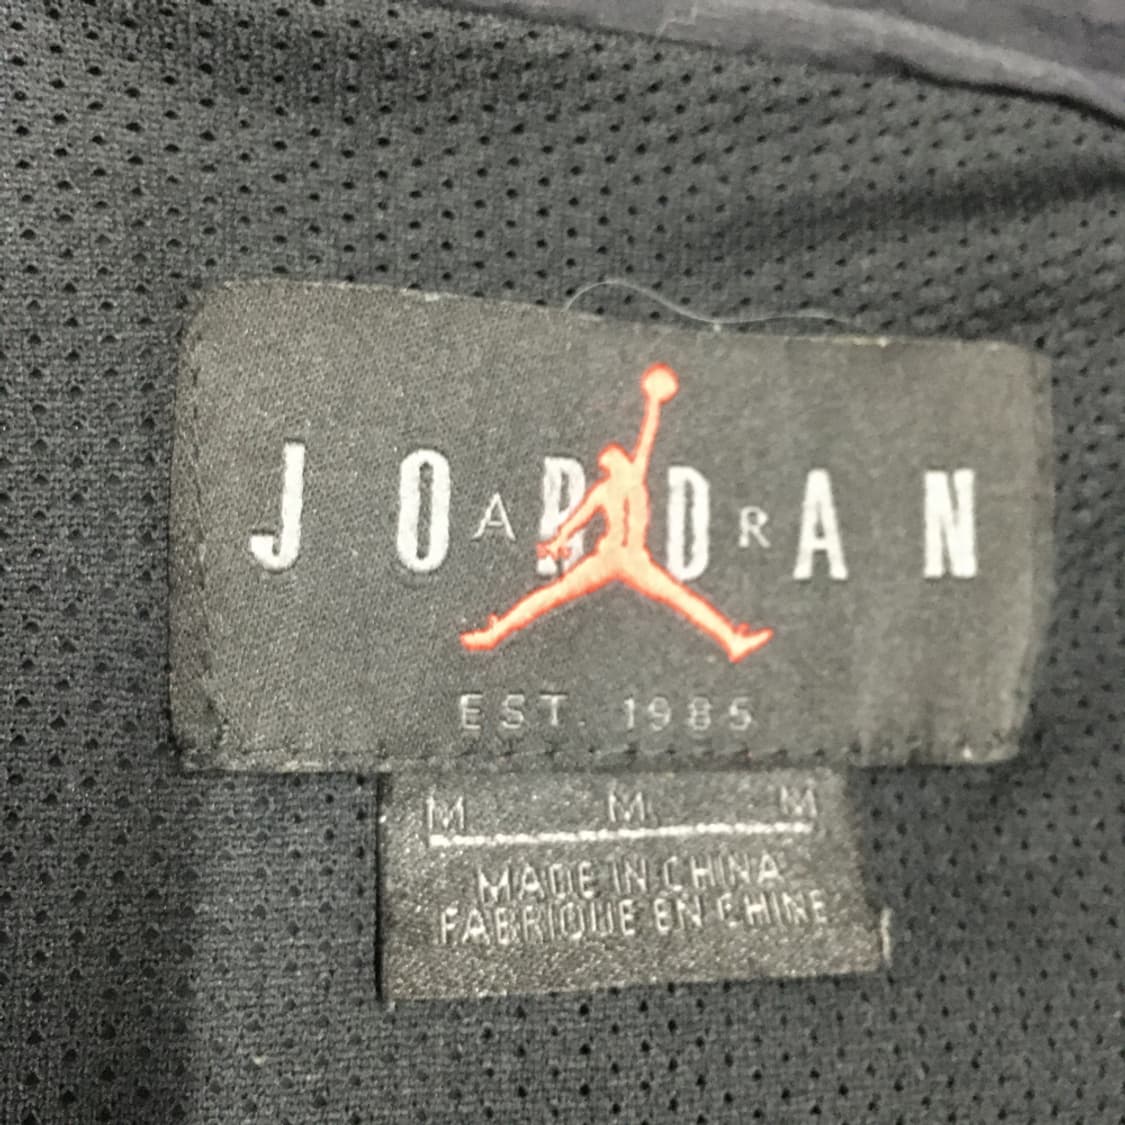 JORDAN
AIR
EST. 1985
M M M
MADE IN CHINA
FABRIQUE EN CHINE